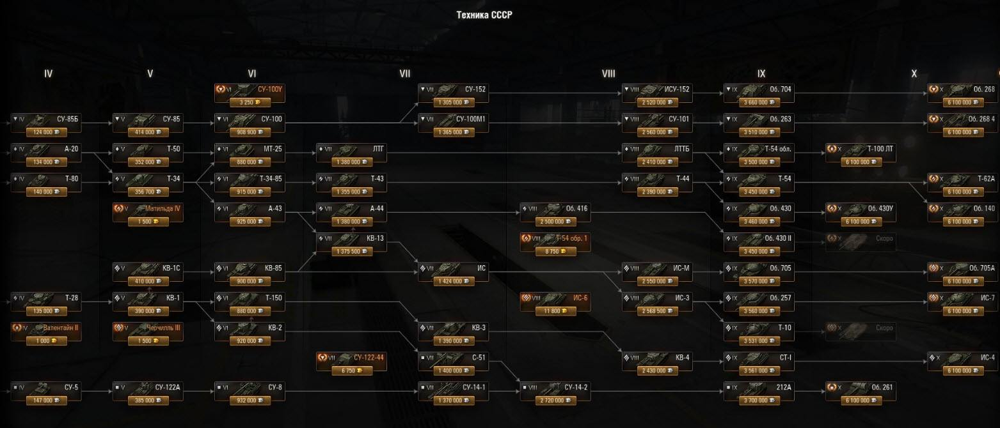 Техника СССР
IV V VI VII VIII IX X
VI СУ-100Y VII СУ-152 VIII ИСУ-152 IX Об. 704 X Об. 268
3 250 1 305 000 2 520 000 3 660 000 6 100 000
IV СУ-85Б V СУ-85 VI СУ-100 VII СУ-100М1 VIII СУ-101 IX Об. 263 X Об. 268 4
124 000 414 000 908 900 1 365 000 2 560 000 3 510 000 6 100 000
IV А-20 V Т-50 VI МТ-25 VII ЛТГ VIII ЛТТБ IX Т-54 обл. X Т-100 ЛТ
134 000 352 000 880 000 1 380 000 2 410 000 3 500 000 6 100 000
IV Т-80 V Т-34 VI Т-34-85 VII Т-43 VIII Т-44 IX Т-54 X Т-62А
140 000 356 700 915 000 1 355 000 2 390 000 3 450 000 6 100 000
V Матильда IV VI А-43 VII А-44 VIII Об. 416 IX Об. 430 X Об. 430У X Об. 140
1 500 925 000 1 380 000 2 500 000 3 460 000 6 100 000 6 100 000
VII КВ-13 VIII Т-54 обр. 1 IX Об. 430 II X Скоро
1 375 500 8 750 3 450 000
V КВ-1С VI КВ-85 VII ИС VIII ИС-М IX Об. 705 X Об. 705А
410 000 900 000 1 424 000 2 550 000 3 570 000 6 100 000
IV Т-28 V КВ-1 VI Т-150 VIII ИС-6 VIII ИС-3 IX Об. 257 X ИС-7
135 000 390 000 880 000 11 800 2 568 500 3 560 000 6 100 000
IV Валентайн II V Черчилль III VI КВ-2 VII КВ-3 IX Т-10 X Скоро
1 000 1 500 920 000 1 390 000 3 531 000
VII СУ-122-44 VII С-51 VIII КВ-4 IX СТ-I X ИС-4
6 750 1 400 000 2 430 000 3 561 000 6 100 000
IV СУ-5 V СУ-122А VI СУ-8 VII СУ-14-1 VIII СУ-14-2 IX 212А X Об. 261
147 000 385 000 932 000 1 370 000 2 720 000 3 700 000 6 100 000